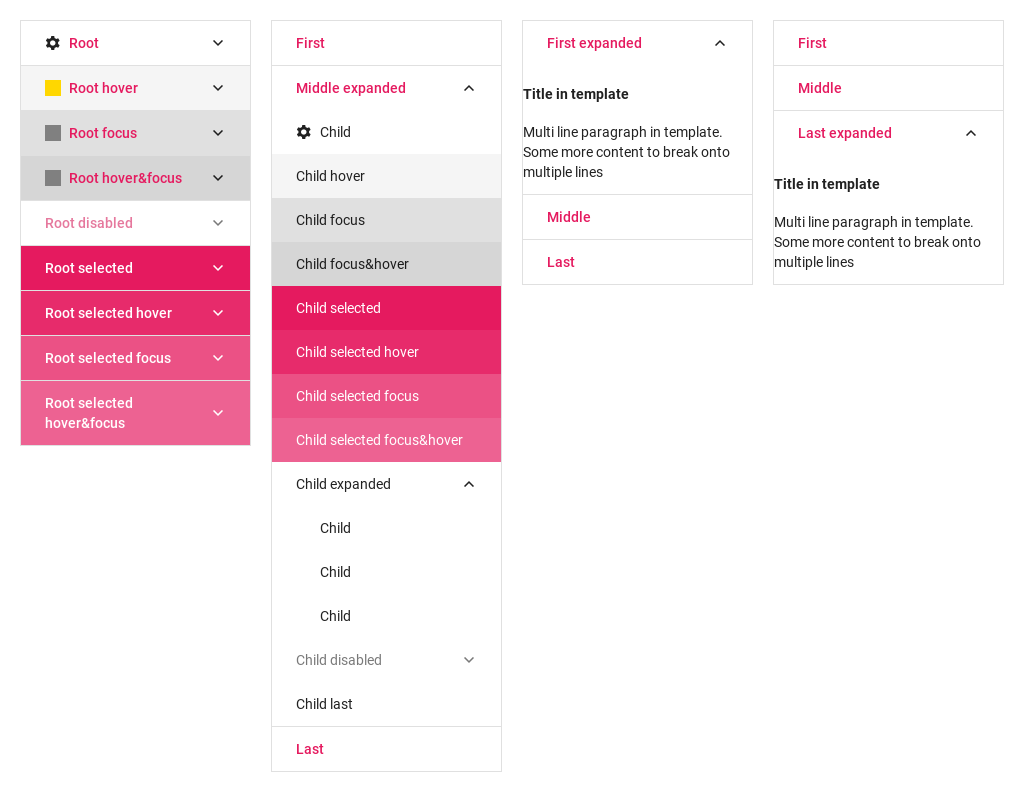 Root
Root hover
Root focus
Root hover&focus
Root disabled
Root selected
Root selected hover
Root selected focus
Root selected
hover&focus
First
Middle expanded
Child
Child hover
Child focus
Child focus&hover
Child selected
Child selected hover
Child selected focus
Child selected focus&hover
Child expanded
Child
Child
Child
Child disabled
Child last
Last
First expanded
Title in template
Multi line paragraph in template.
Some more content to break onto
multiple lines
Middle
Last
First
Middle
Last expanded
Title in template
Multi line paragraph in template.
Some more content to break onto
multiple lines